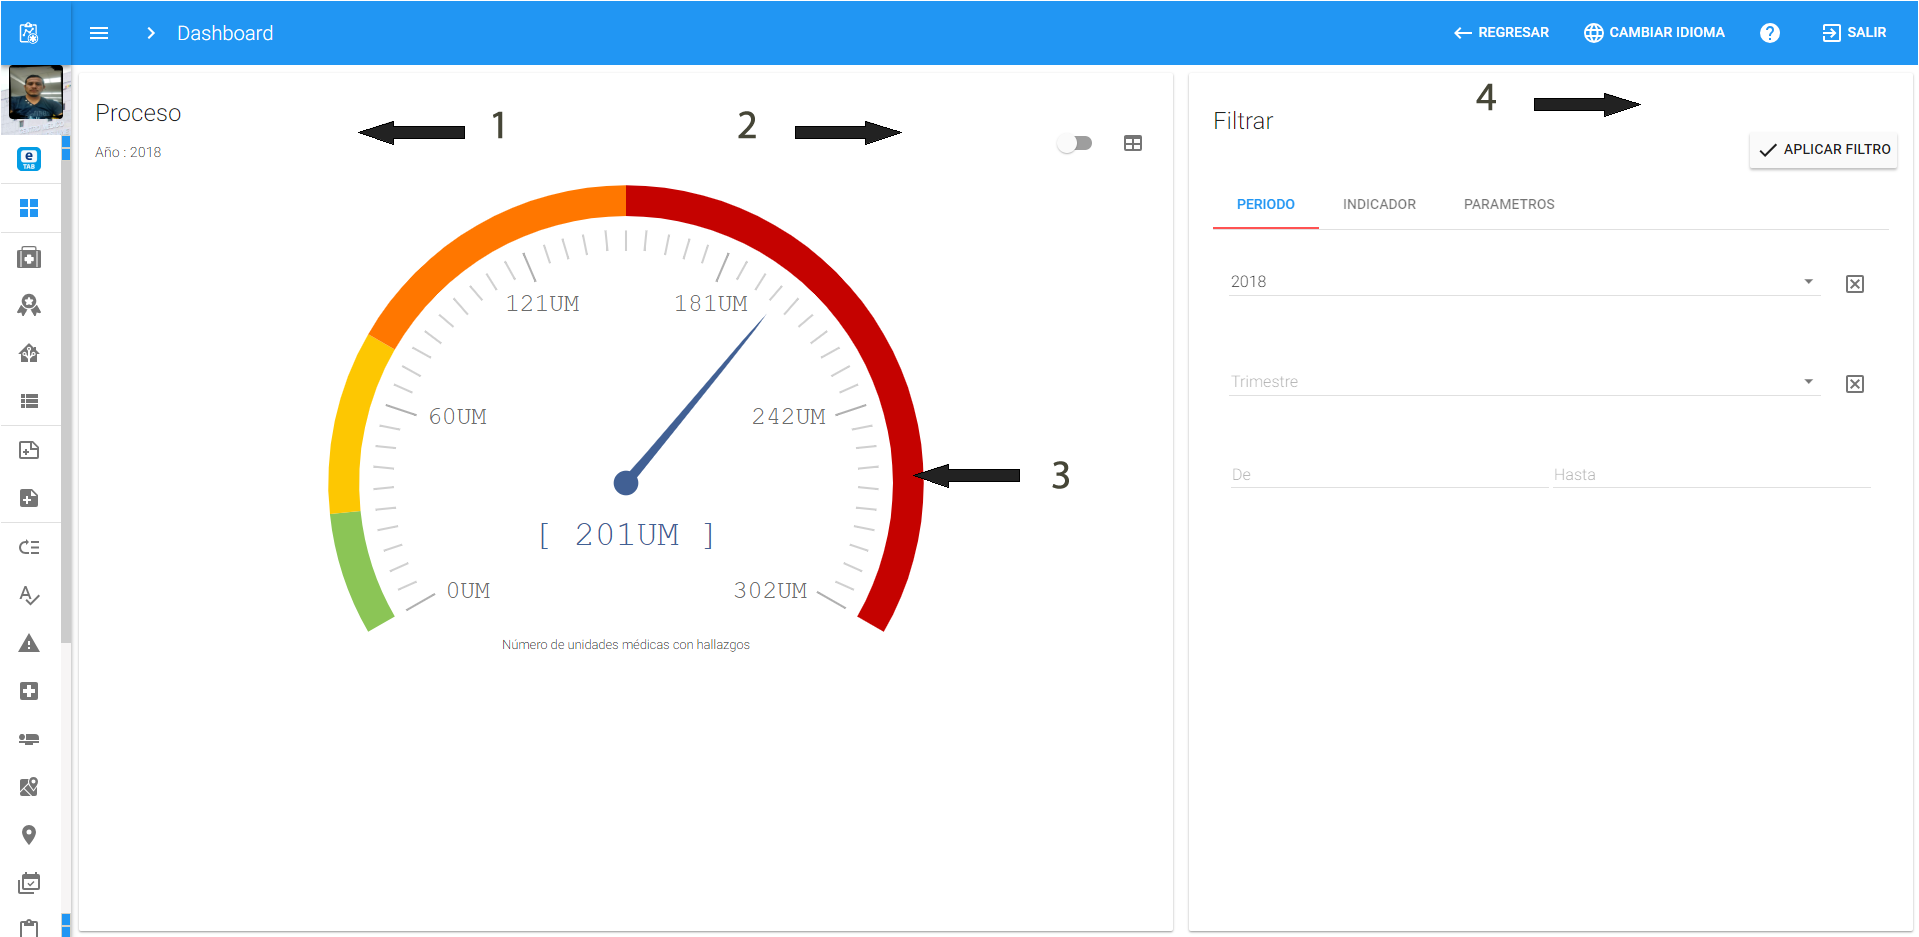 Dashboard
REGRESAR
CAMBIAR IDIOMA
?
SALIR
e
TAB
Proceso
Año : 2018
1
2
121UM
181UM
60UM
242UM
3
[ 201UM ]
0UM
302UM
Número de unidades médicas con hallazgos
4
Filtrar
APLICAR FILTRO
PERIODO
INDICADOR
PARAMETROS
2018
Trimestre
De
Hasta